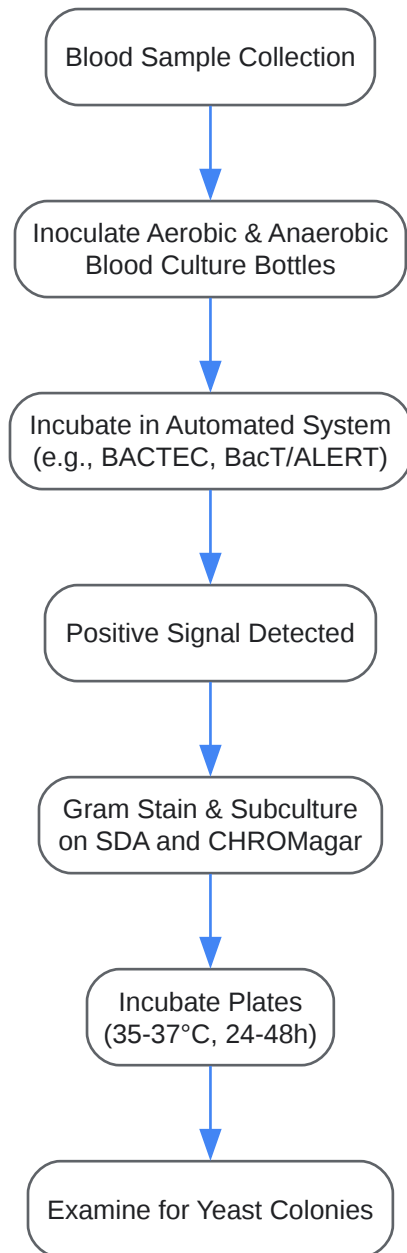 Blood Sample Collection
Inoculate Aerobic & Anaerobic
Blood Culture Bottles
Incubate in Automated System
(e.g., BACTEC, BacT/ALERT)
Positive Signal Detected
Gram Stain & Subculture
on SDA and CHROMagar
Incubate Plates
(35-37°C, 24-48h)
Examine for Yeast Colonies